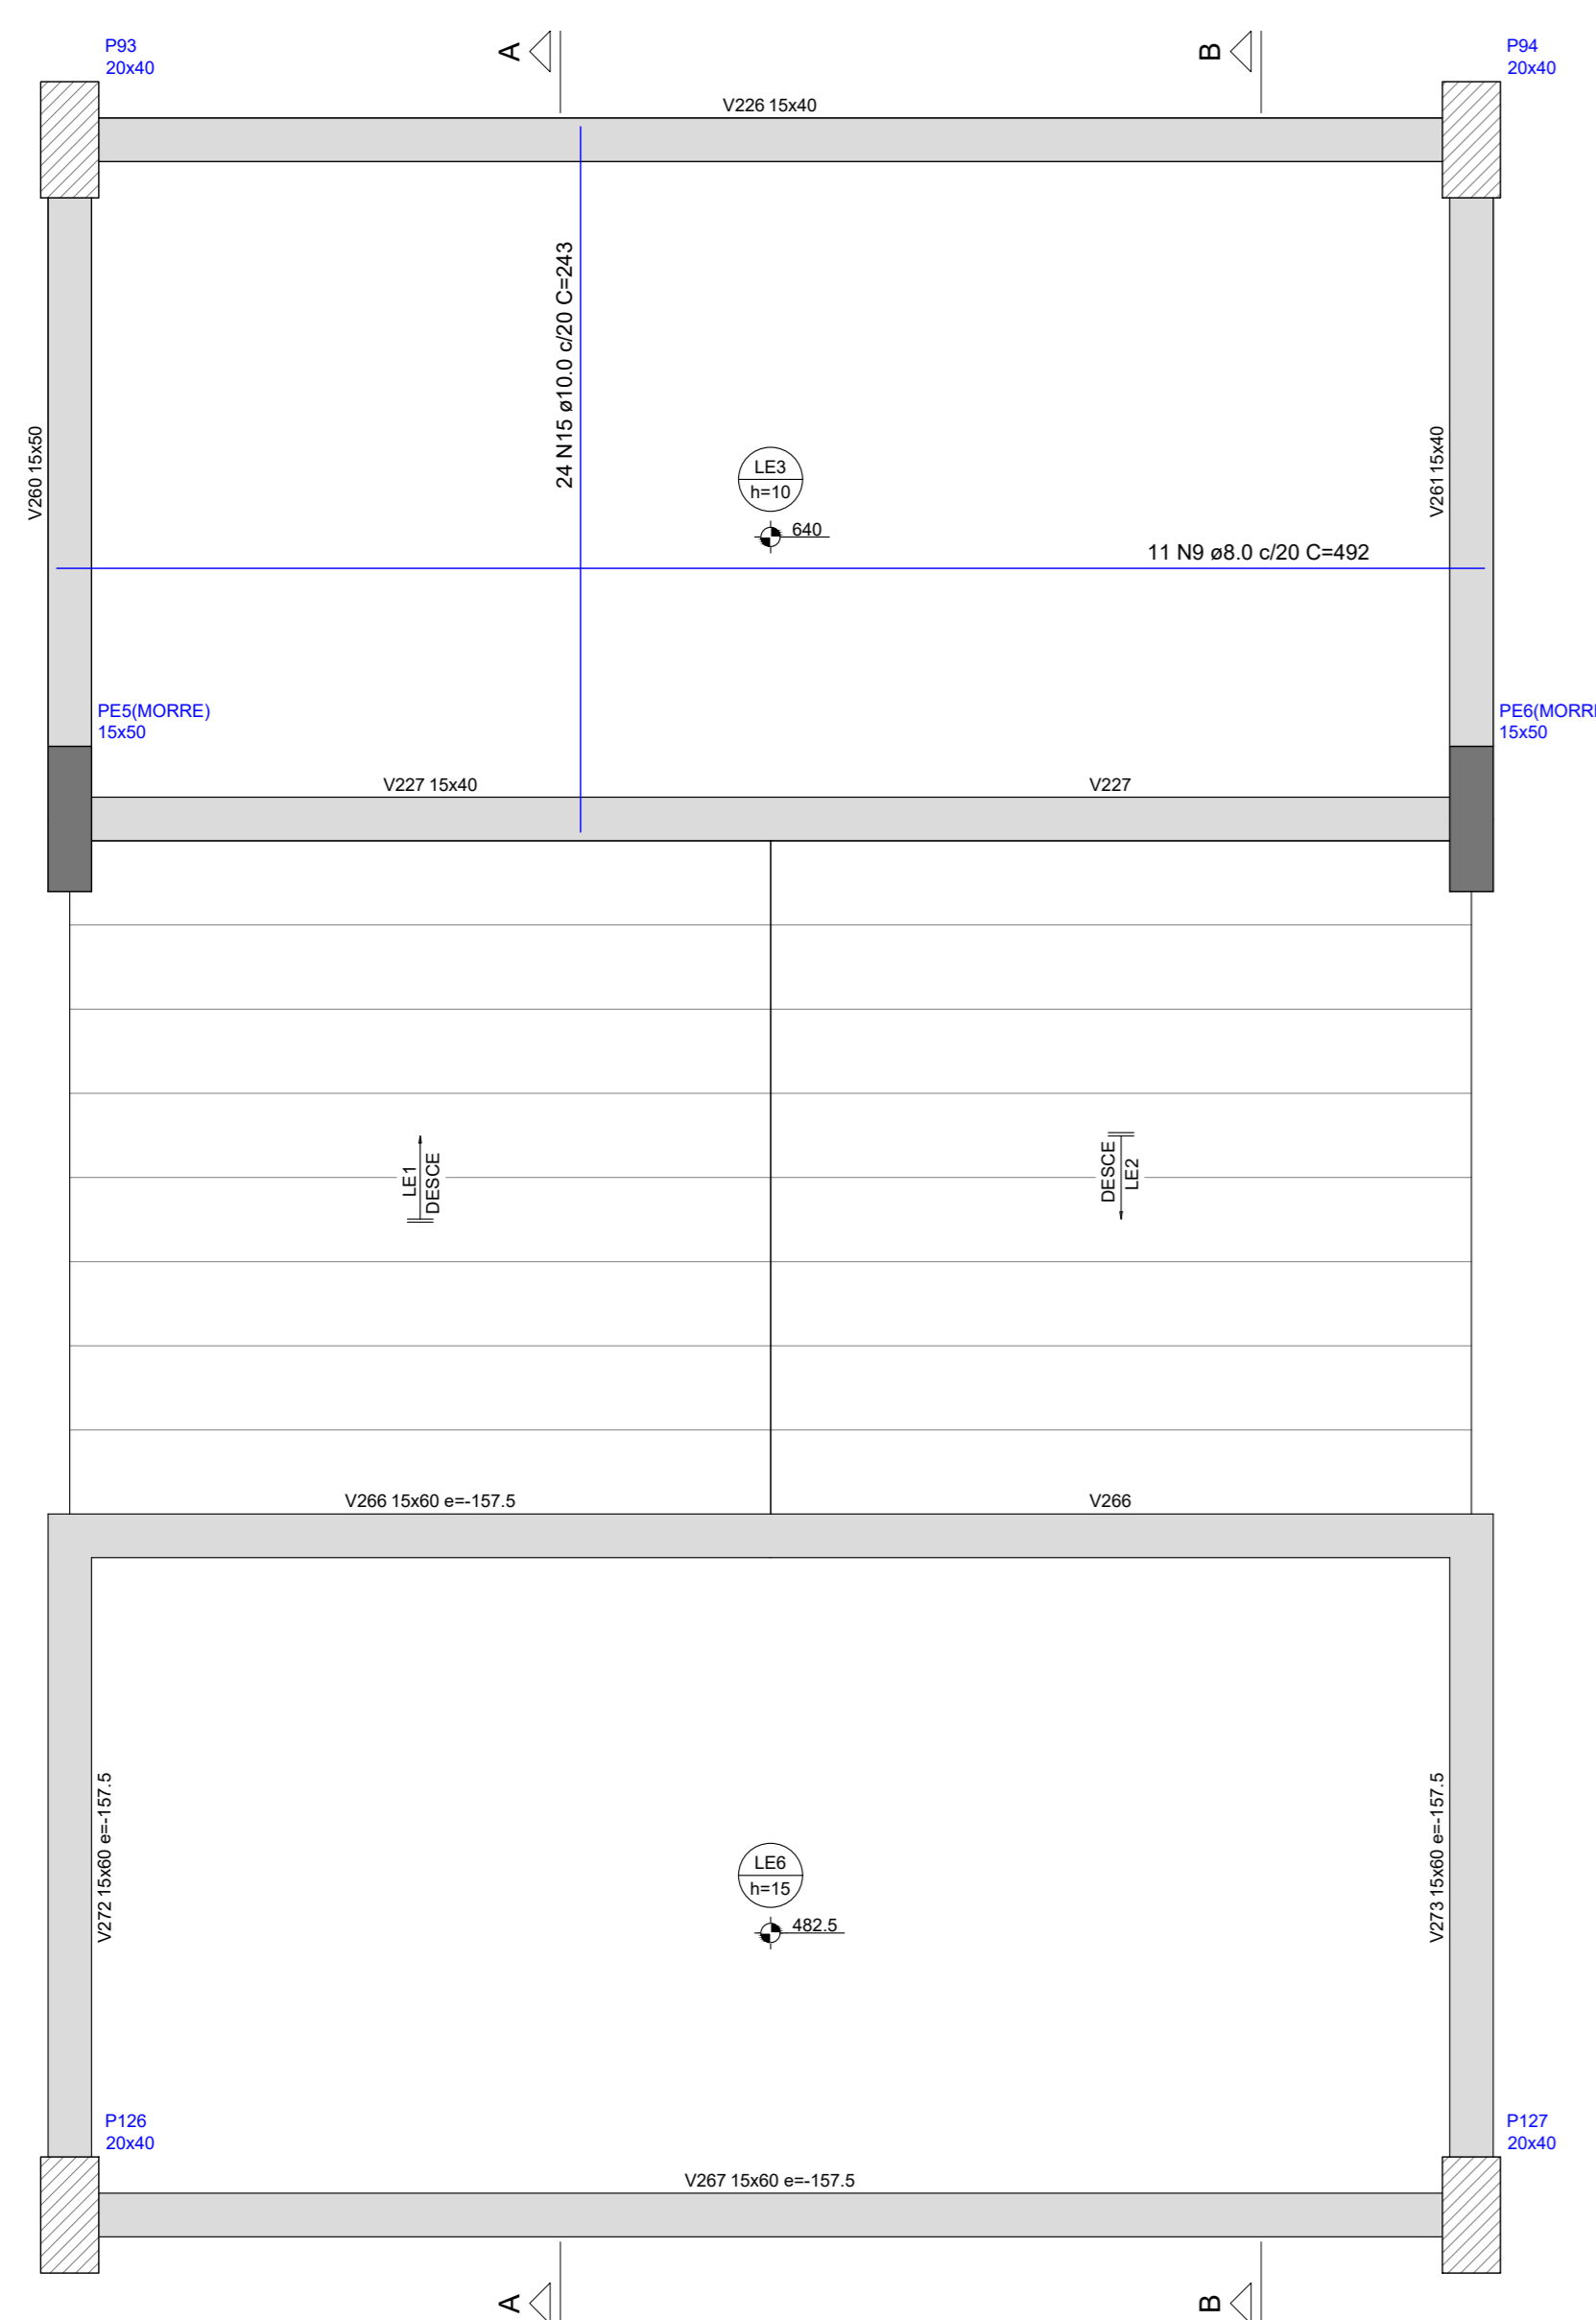 P93
20x40
A
B
P94
20x40
V226 15x40
24 N15 ø10.0 c/20 C=243
V260 15x50
LE3
h=10
640
V261 15x40
11 N9 ø8.0 c/20 C=492
PE5(MORRE)
15x50
PE6(MORRE
15x50
V227 15x40
V227
LE1
DESCE
DESCE
LE2
V266 15x60 e=-157.5
V266
V272 15x60 e=-157.5
LE6
h=15
482.5
V273 15x60 e=-157.5
P126
20x40
P127
20x40
V267 15x60 e=-157.5
A
B